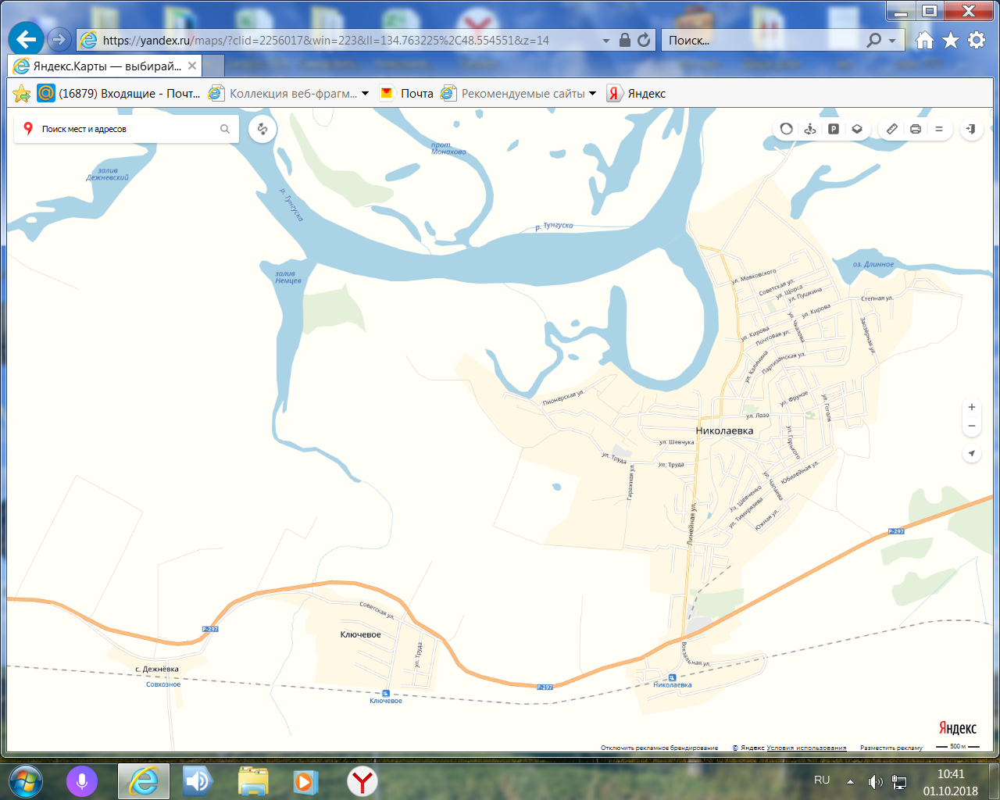 https://yandex.ru/maps/?clid=2256017&win=223&ll=134.763225%2C48.554551&z=14
Поиск...
Яндекс.Карты — выбирай...
(16879) Входящие - Почт...
Коллекция веб-фрагм...
Почта
Рекомендуемые сайты
Яндекс
Поиск мест и адресов
прот. Монахова
залив Дежневский
р. Тунгуска
р. Тунгуска
залив Немцев
оз. Длинное
ул. Маяковского
Советская ул.
ул. Щорса
ул. Пушкина
Степная ул.
ул. Кирова
ул. Чкалова
Заозёрная ул.
ул. Кирова
Почтовая ул.
ул. Калинина
Партизанская ул.
Пионерская ул.
ул. Фрунзе
ул. Гоголя
ул. Лазо
Николаевка
ул. Шевчука
ул. Горького
ул. Труда
ул. Труда
Гаражная ул.
Юбилейная ул.
ул. Чапаева
ул. Шевченко
ул. Тимирязева
Южная ул.
Линейная ул.
Р-297
Советская ул.
Р-297
Ключевое
ул. Труда
Вокзальная ул.
с. Дежнёвка
Совхозное
Николаевка
Р-297
Ключевое
Яндекс
Отключить рекламное брендирование
© Яндекс Условия использования
Разместить рекламу
500 м
RU
10:41
01.10.2018